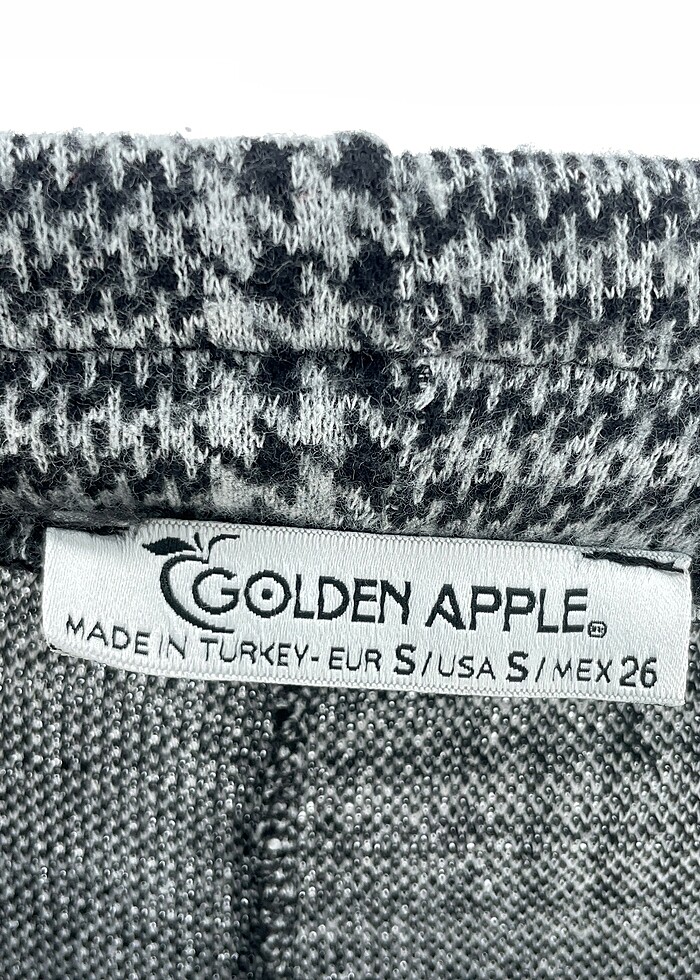 GOLDEN APPLE
MADE IN TURKEY- EUR S/USA S/MEX 26